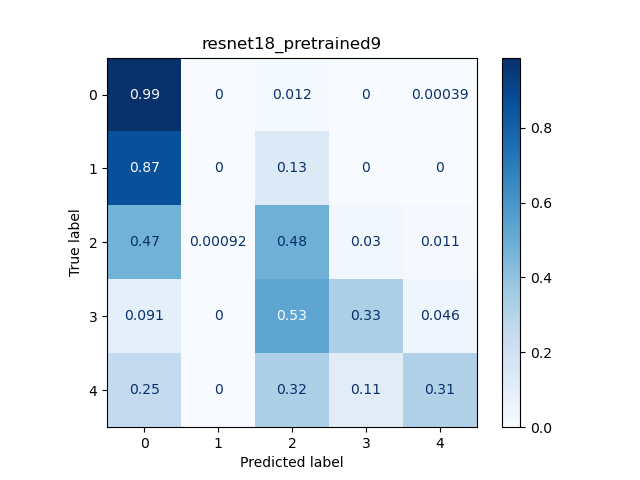 resnet18_pretrained9
0 0.99 0 0.012 0 0.00039
0.8
1 0.87 0 0.13 0 0
0.6
True label
2 0.47 0.00092 0.48 0.03 0.011
0.4
3 0.091 0 0.53 0.33 0.046
0.2
4 0.25 0 0.32 0.11 0.31
0.0
0 1 2 3 4
Predicted label